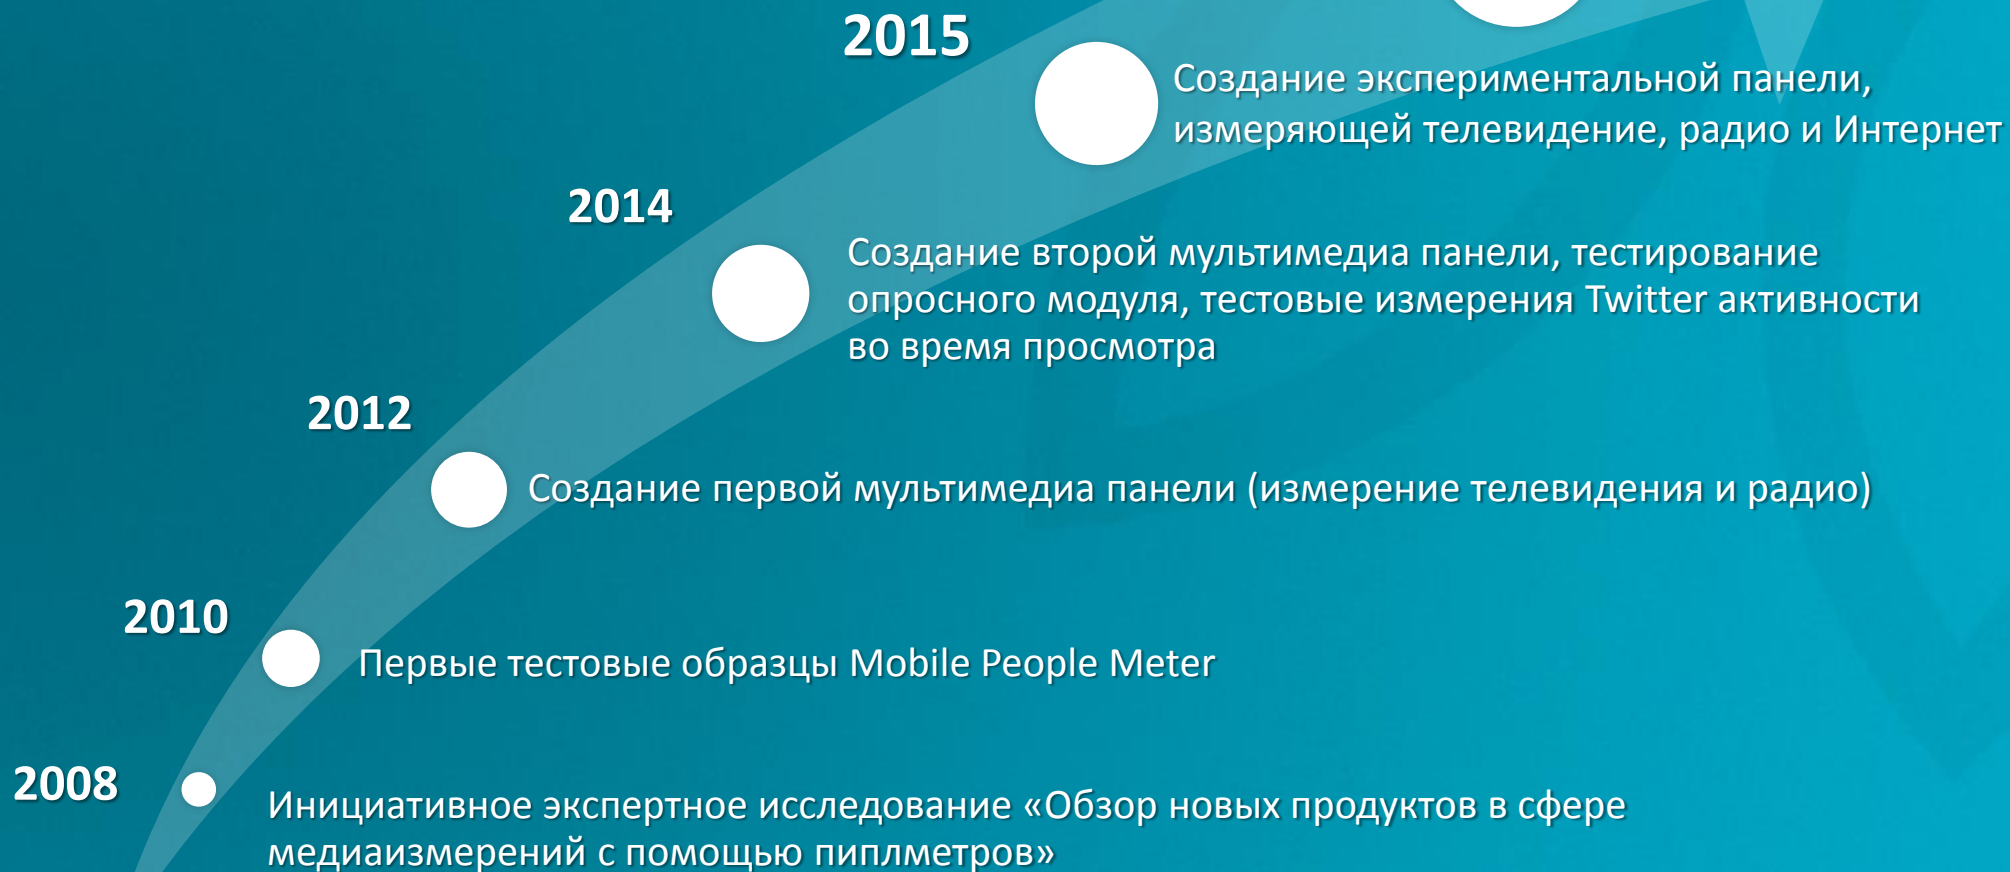 2015
Создание экспериментальной панели,
измеряющей телевидение, радио и Интернет
2014
Создание второй мультимедиа панели, тестирование
опросного модуля, тестовые измерения Twitter активности
во время просмотра
2012
Создание первой мультимедиа панели (измерение телевидения и радио)
2010
Первые тестовые образцы Mobile People Meter
2008
Инициативное экспертное исследование «Обзор новых продуктов в сфере
медиаизмерений с помощью пиплметров»